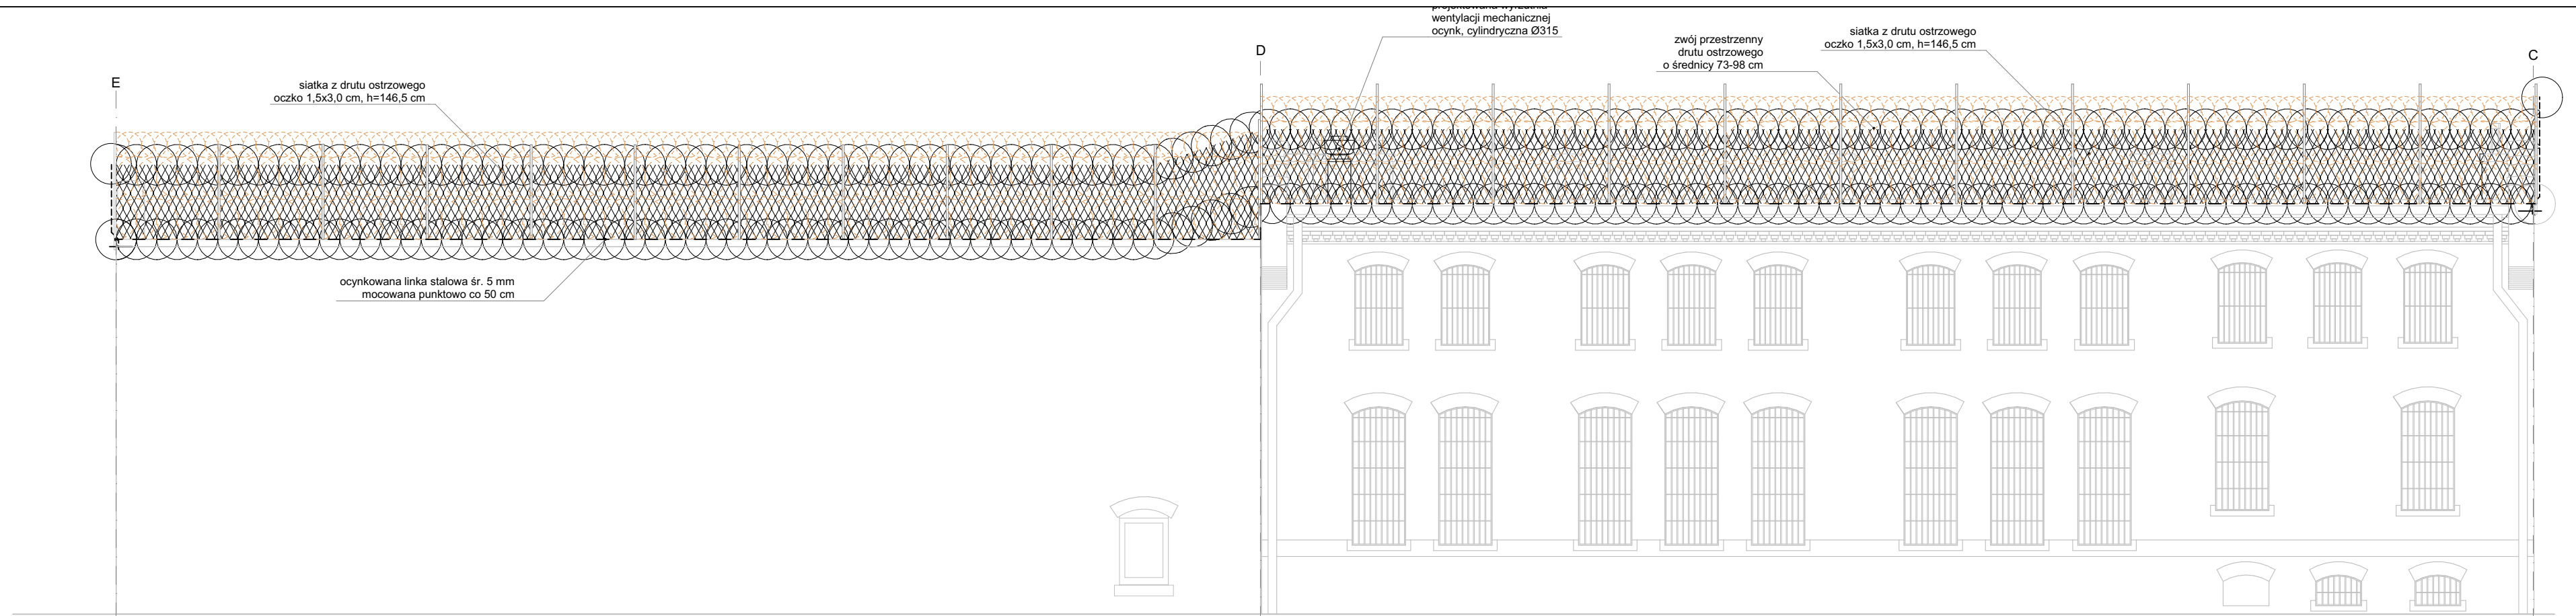 projektowana wyrzutnia
wentylacji mechanicznej
ocynk, cylindryczna Ø315
siatka z drutu ostrzowego
oczko 1,5x3,0 cm, h=146,5 cm
zwój przestrzenny
drutu ostrzowego
o średnicy 73-98 cm
D
C
E
siatka z drutu ostrzowego
oczko 1,5x3,0 cm, h=146,5 cm
ocynkowana linka stalowa śr. 5 mm
mocowana punktowo co 50 cm